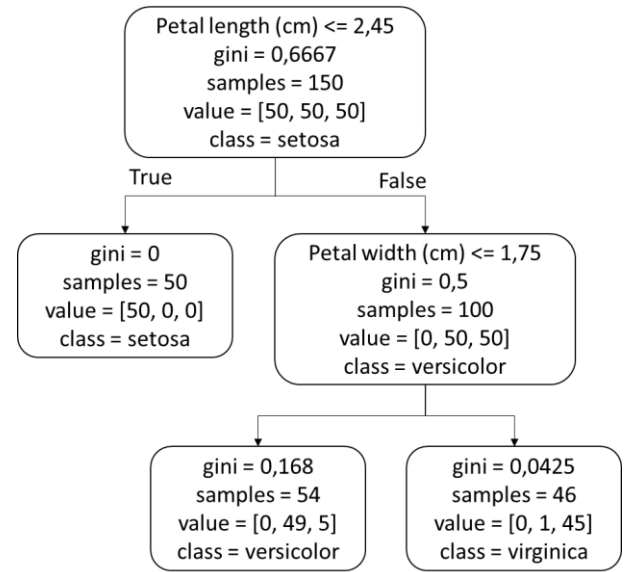 Petal length (cm) <= 2,45
gini = 0,6667
samples = 150
value = [50, 50, 50]
class = setosa
True
False
gini = 0
samples = 50
value = [50, 0, 0]
class = setosa
Petal width (cm) <= 1,75
gini = 0,5
samples = 100
value = [0, 50, 50]
class = versicolor
gini = 0,168
samples = 54
value = [0, 49, 5]
class = versicolor
gini = 0,0425
samples = 46
value = [0, 1, 45]
class = virginica